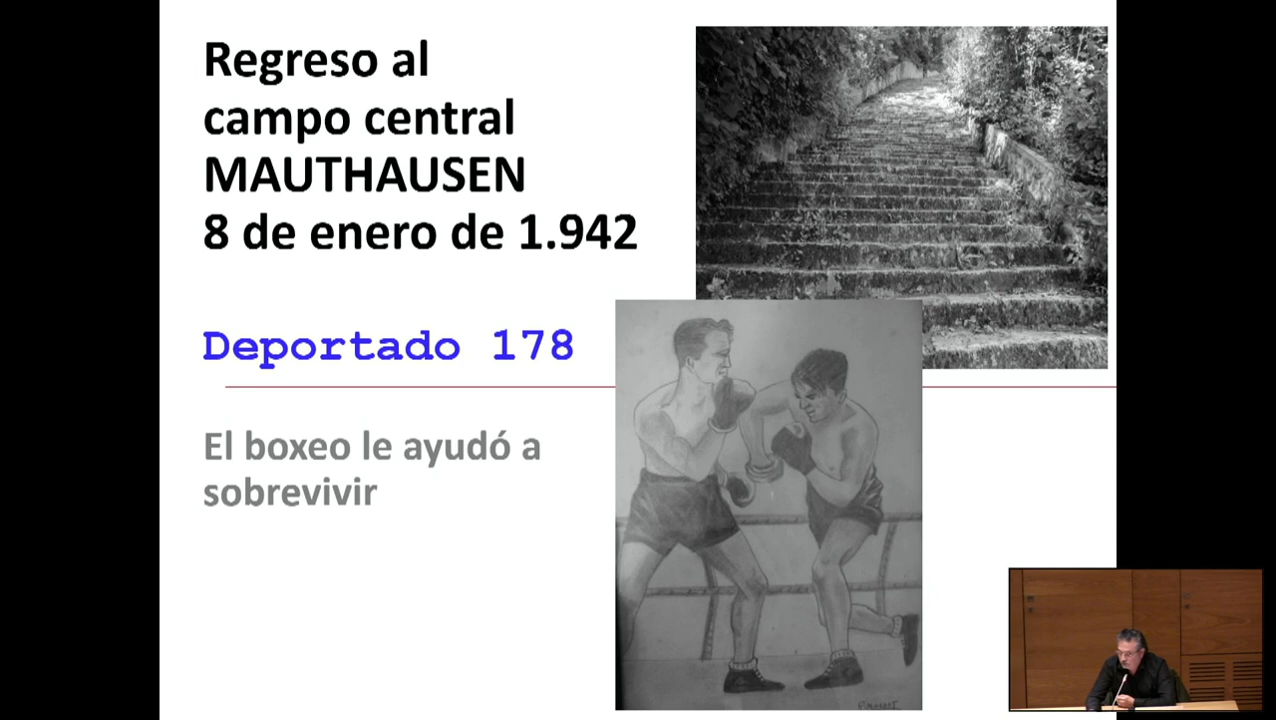 Regreso al
campo central
MAUTHAUSEN
8 de enero de 1.942
Deportado 178
El boxeo le ayudó a
sobrevivir